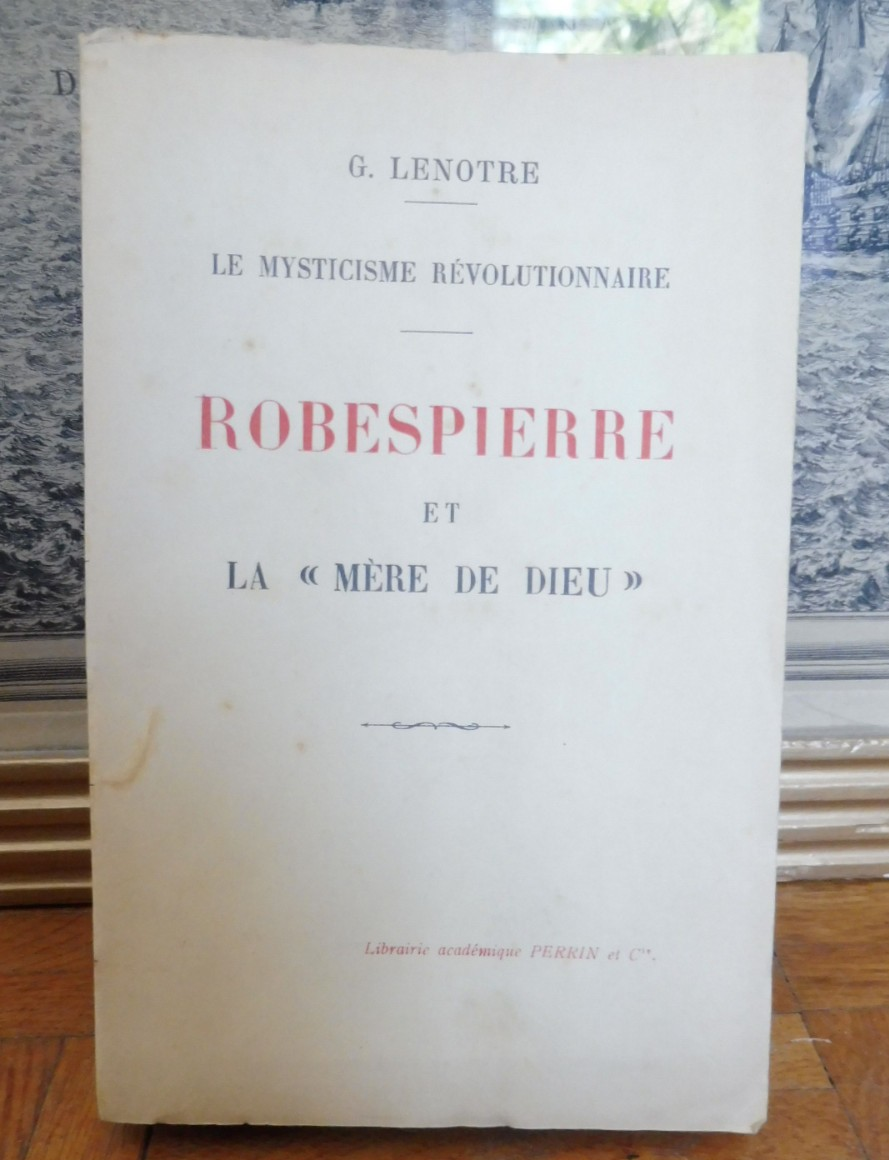 D
G. LENOTRE
LE MYSTICISME RÉVOLUTIONNAIRE
ROBESPIERRE
ET
LA « MÈRE DE DIEU »
Librairie académique PERRIN et Cie.